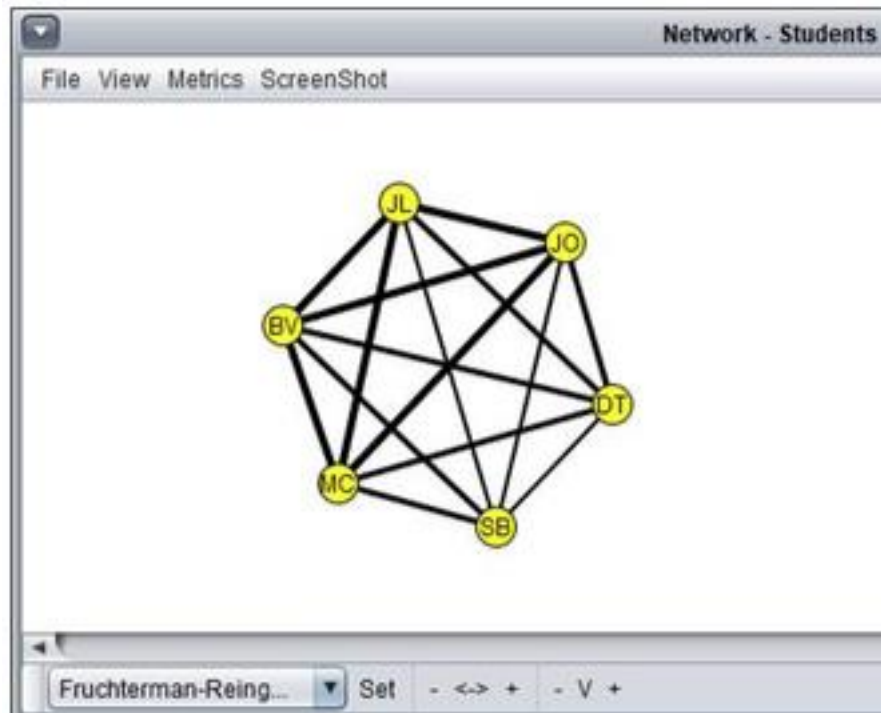 Network - Students
File View Metrics ScreenShot
JL
JO
BV
DT
MC
SB
Fruchterman-Reing... Set - <-> + - V +